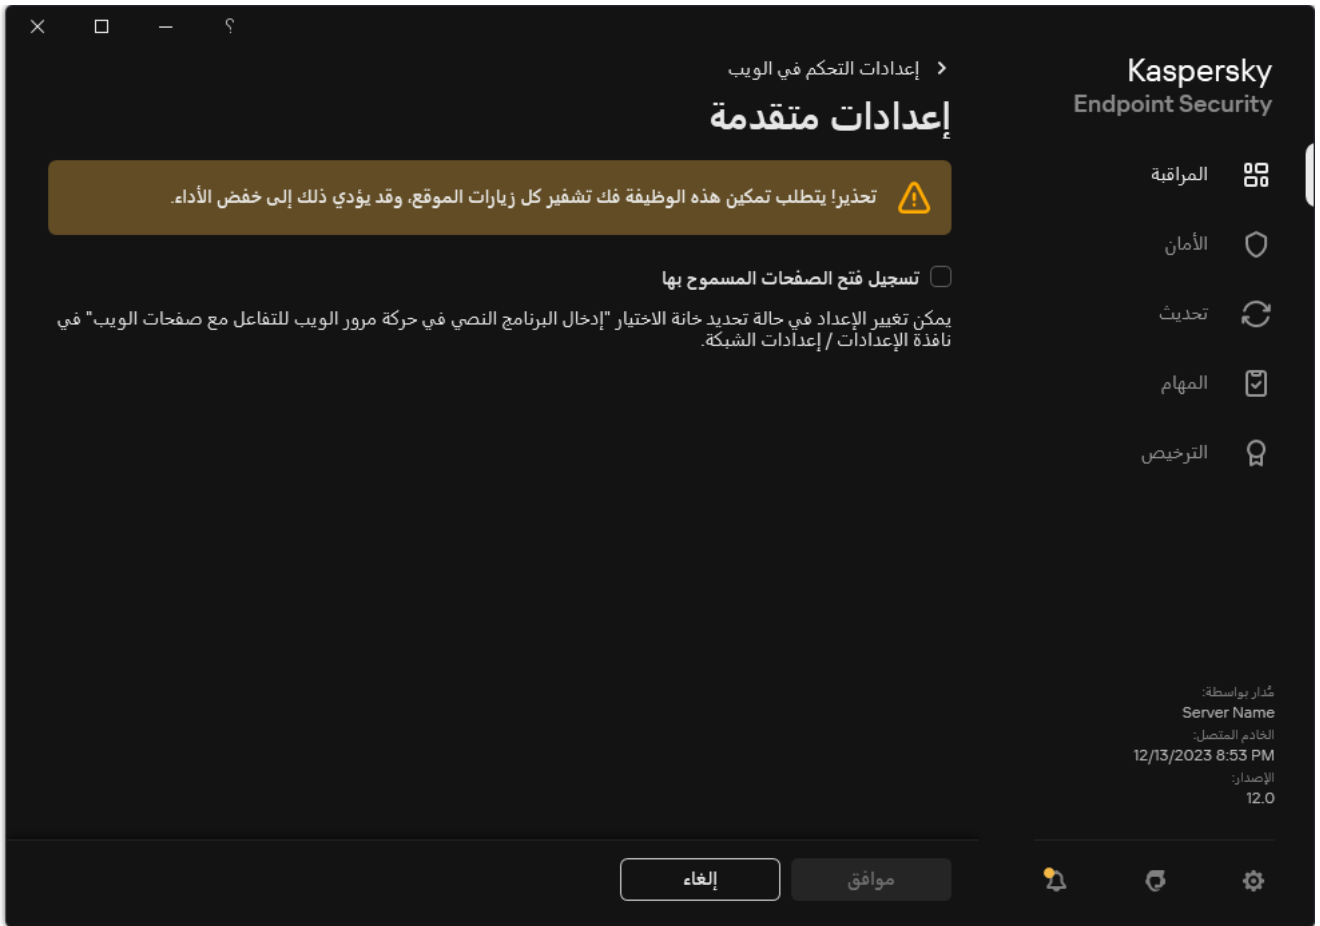 إعدادات التحكم في الويب
إعدادات متقدمة
تحذير! يتطلب تمكين هذه الوظيفة فك تشفير كل زيارات الموقع، وقد يؤدي ذلك إلى خفض الأداء.
تسجيل فتح الصفحات المسموح بها
يمكن تغيير الإعداد في حالة تحديد خانة الاختيار "إدخال البرنامج النصي في حركة مرور الويب للتفاعل مع صفحات الويب" في
نافذة الإعدادات / إعدادات الشبكة.
Kaspersky
Endpoint Security
المراقبة
الأمان
تحديث
المهام
الترخيص
مُدار بواسطة:
Server Name
الخادم المتصل:
12/13/2023 8:53 PM
الإصدار:
12.0
موافق
إلغاء